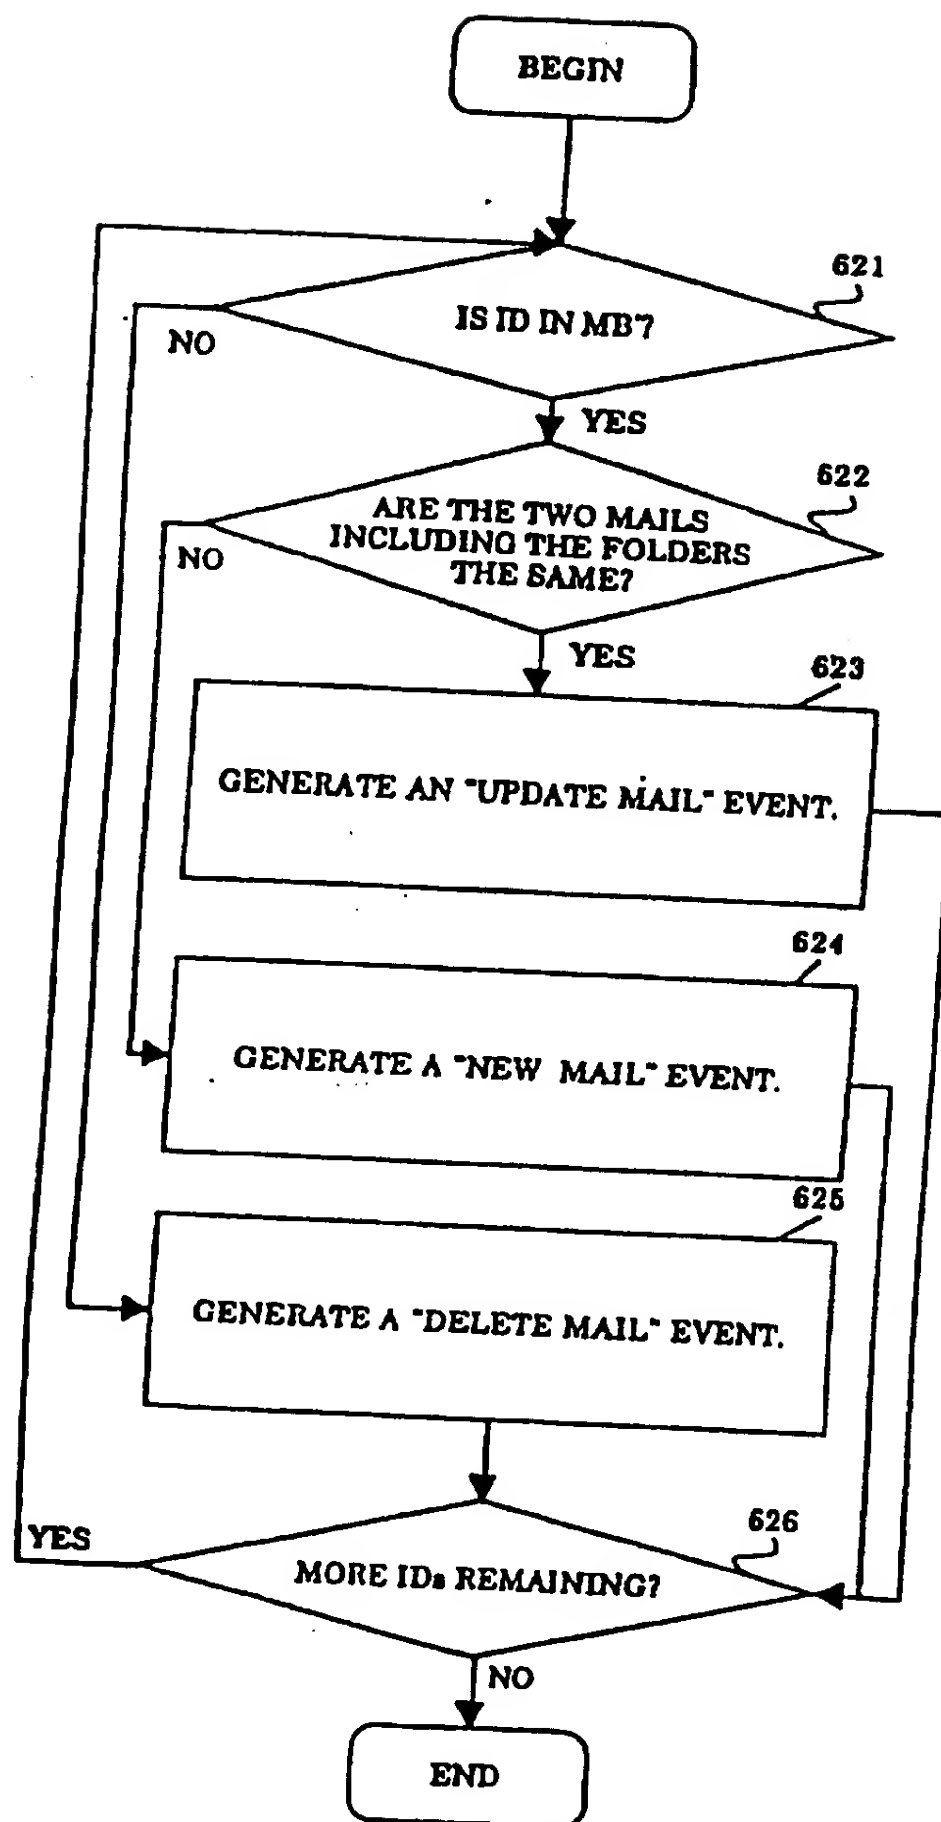 BEGIN
621
IS ID IN MB'?
NO
YES
622
ARE THE TWO MAILS
INCLUDING THE FOLDERS
THE SAME?
NO
YES
623
GENERATE AN "UPDATE MAIL" EVENT.
624
GENERATE A "NEW MAIL" EVENT.
625
GENERATE A "DELETE MAIL" EVENT.
YES
626
MORE IDs REMAINING?
NO
END